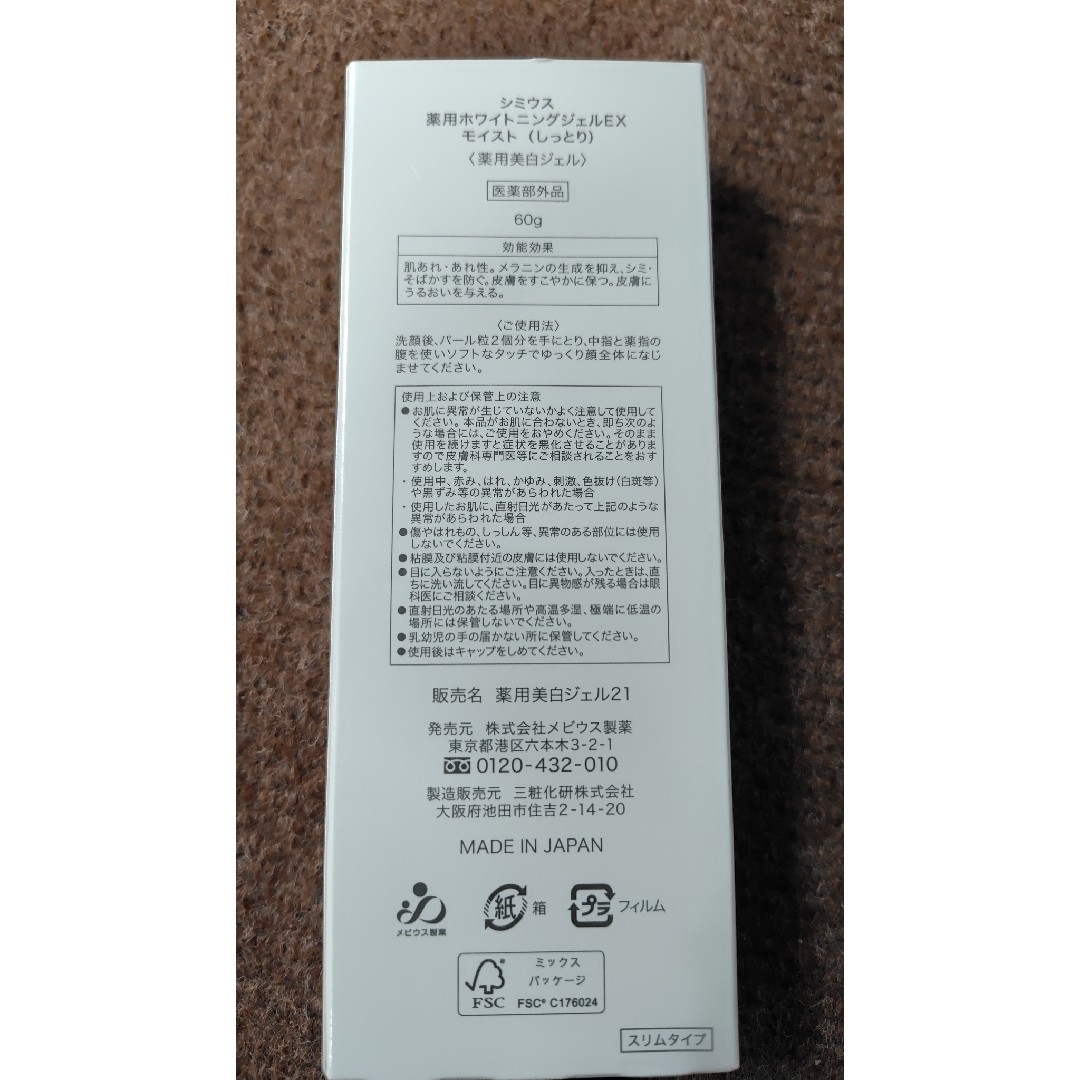 シミウス
薬用ホワイトニングジェルEX
モイスト（しっとり）
〈薬用美白ジェル〉
医薬部外品
60g
効能効果
肌あれ・あれ性。メラニンの生成を抑え、シミ・
そばかすを防ぐ。皮膚をすこやかに保つ。皮膚に
うるおいを与える。
〈ご使用法〉
洗顔後、パール粒2個分を手にとり、中指と薬指の
腹を使いソフトなタッチでゆっくり顔全体になじ
ませてください。
使用上および保管上の注意
●お肌に異常が生じていないかよく注意して使用して
ください。本品がお肌に合わないとき、即ち次のよ
うな場合には、ご使用をおやめください。そのまま
使用を続けますと症状を悪化させることがありま
すので皮膚科専門医等にご相談されることをおす
すめします。
・使用中、赤み、はれ、かゆみ、刺激、色抜け（白斑等）
や黒ずみ等の異常があらわれた場合
・使用したお肌に、直射日光があたって上記のような
異常があらわれた場合
●傷やはれもの、しっしん等、異常のある部位には使用
しないでください。
●粘膜及び粘膜付近の皮膚には使用しないでください。
●目に入らないようにご注意ください。入ったときは、直
ちに洗い流してください。目に異物感が残る場合は眼
科医にご相談ください。
●直射日光のあたる場所や高温多湿、極端に低温の
場所には保管しないでください。
●乳幼児の手の届かない所に保管してください。
●使用後はキャップをしめてください。
販売名 薬用美白ジェル21
発売元 株式会社メビウス製薬
東京都港区六本木3-2-1
0120-432-010
製造販売元 三粧化研株式会社
大阪府池田市住吉2-14-20
MADE IN JAPAN
メビウス製薬
紙 箱
プラ フィルム
FSC
ミックス
パッケージ
FSC® C176024
スリムタイプ